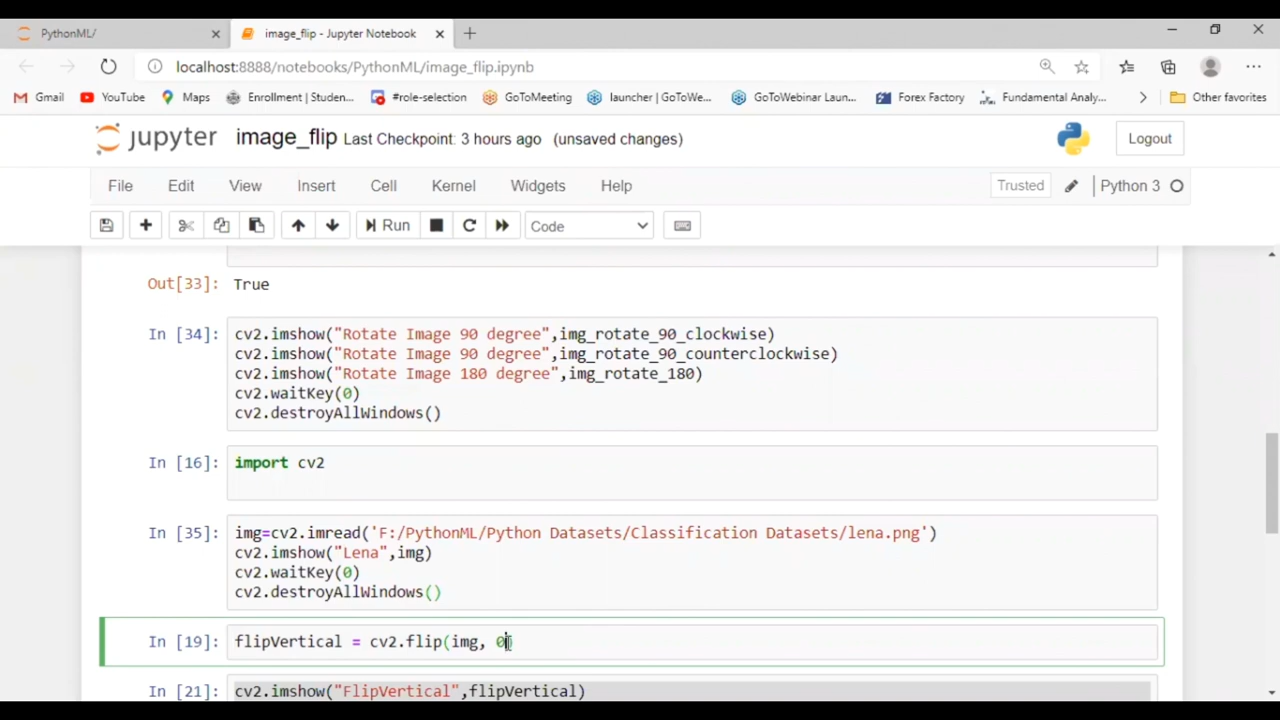 PythonML/
image_flip - Jupyter Notebook
localhost:8888/notebooks/PythonML/image_flip.ipynb
Gmail YouTube Maps Enrollment | Studen... #role-selection GoToMeeting launcher | GoToWe... GoToWebinar Laun... Forex Factory Fundamental Analy... Other favorites
jupyter image_flip Last Checkpoint: 3 hours ago (unsaved changes) Logout
File Edit View Insert Cell Kernel Widgets Help Trusted Python 3
Run Code
Out[33]: True
In [34]: cv2.imshow("Rotate Image 90 degree",img_rotate_90_clockwise)
cv2.imshow("Rotate Image 90 degree",img_rotate_90_counterclockwise)
cv2.imshow("Rotate Image 180 degree",img_rotate_180)
cv2.waitKey(0)
cv2.destroyAllWindows()
In [16]: import cv2
In [35]: img=cv2.imread('F:/PythonML/Python Datasets/Classification Datasets/lena.png')
cv2.imshow("Lena",img)
cv2.waitKey(0)
cv2.destroyAllWindows()
In [19]: flipVertical = cv2.flip(img, 0)
In [21]: cv2.imshow("FlipVertical",flipVertical)